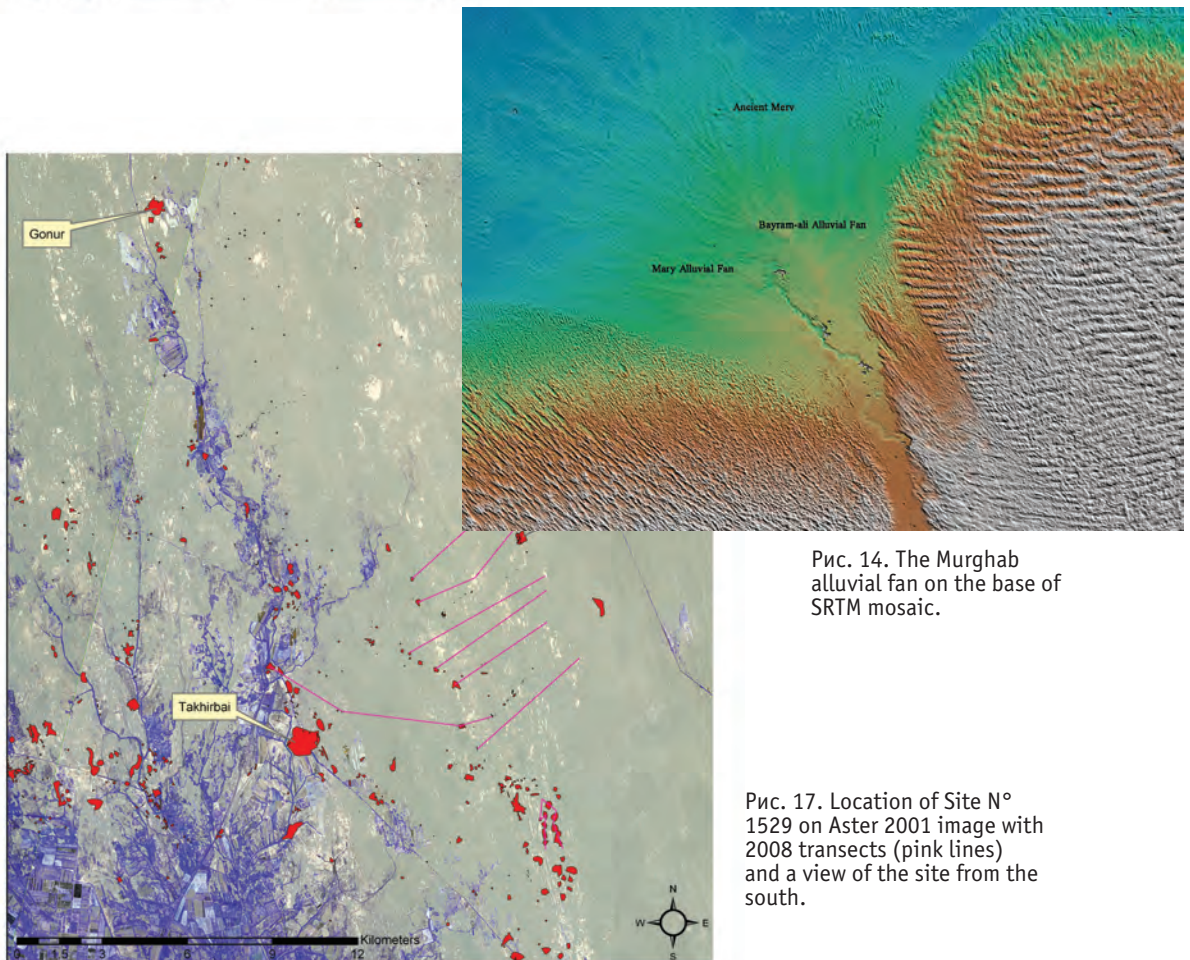 Ancient Merv
Bayram-ali Alluvial Fan
Mary Alluvial Fan
Gonur
Takhirbai
Рис. 14. The Murghab
alluvial fan on the base of
SRTM mosaic.
Рис. 17. Location of Site N°
1529 on Aster 2001 image with
2008 transects (pink lines)
and a view of the site from the
south.
N
W E
S
Kilometers
0 1.5 3 6 9 12